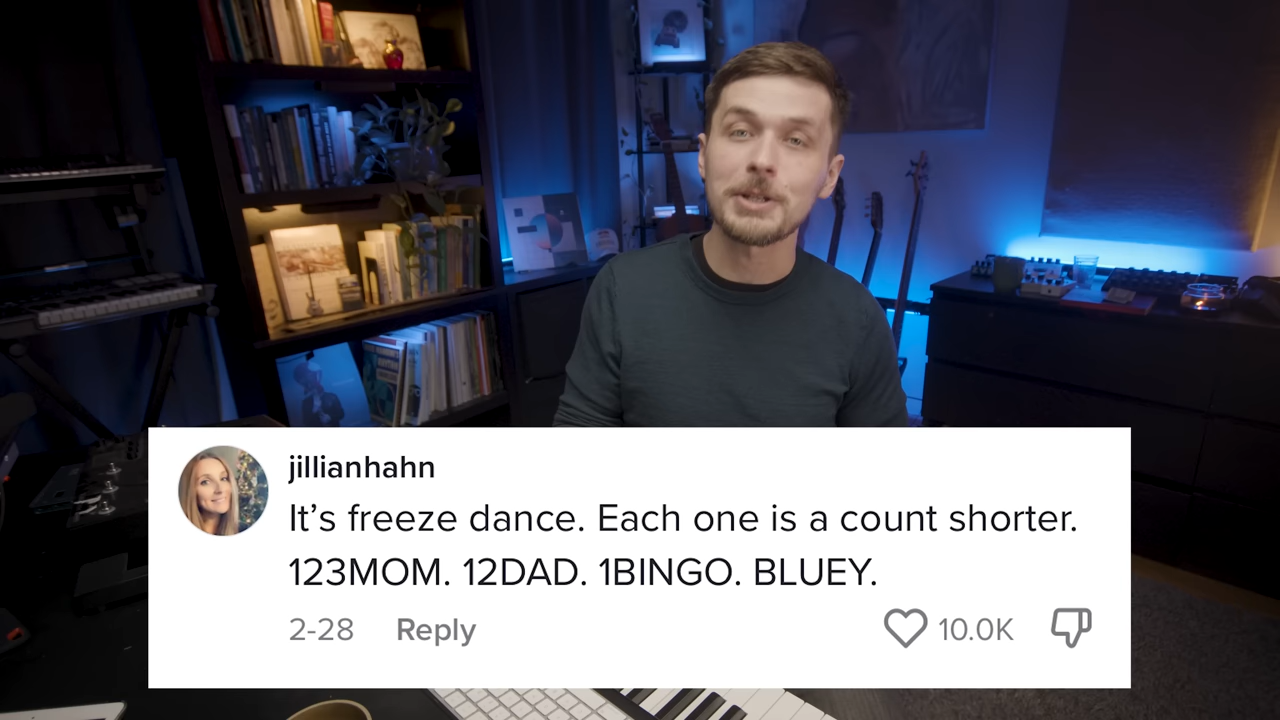 jillianhahn
It’s freeze dance. Each one is a count shorter.
123MOM. 12DAD. 1BINGO. BLUEY.
2-28 Reply 10.0K